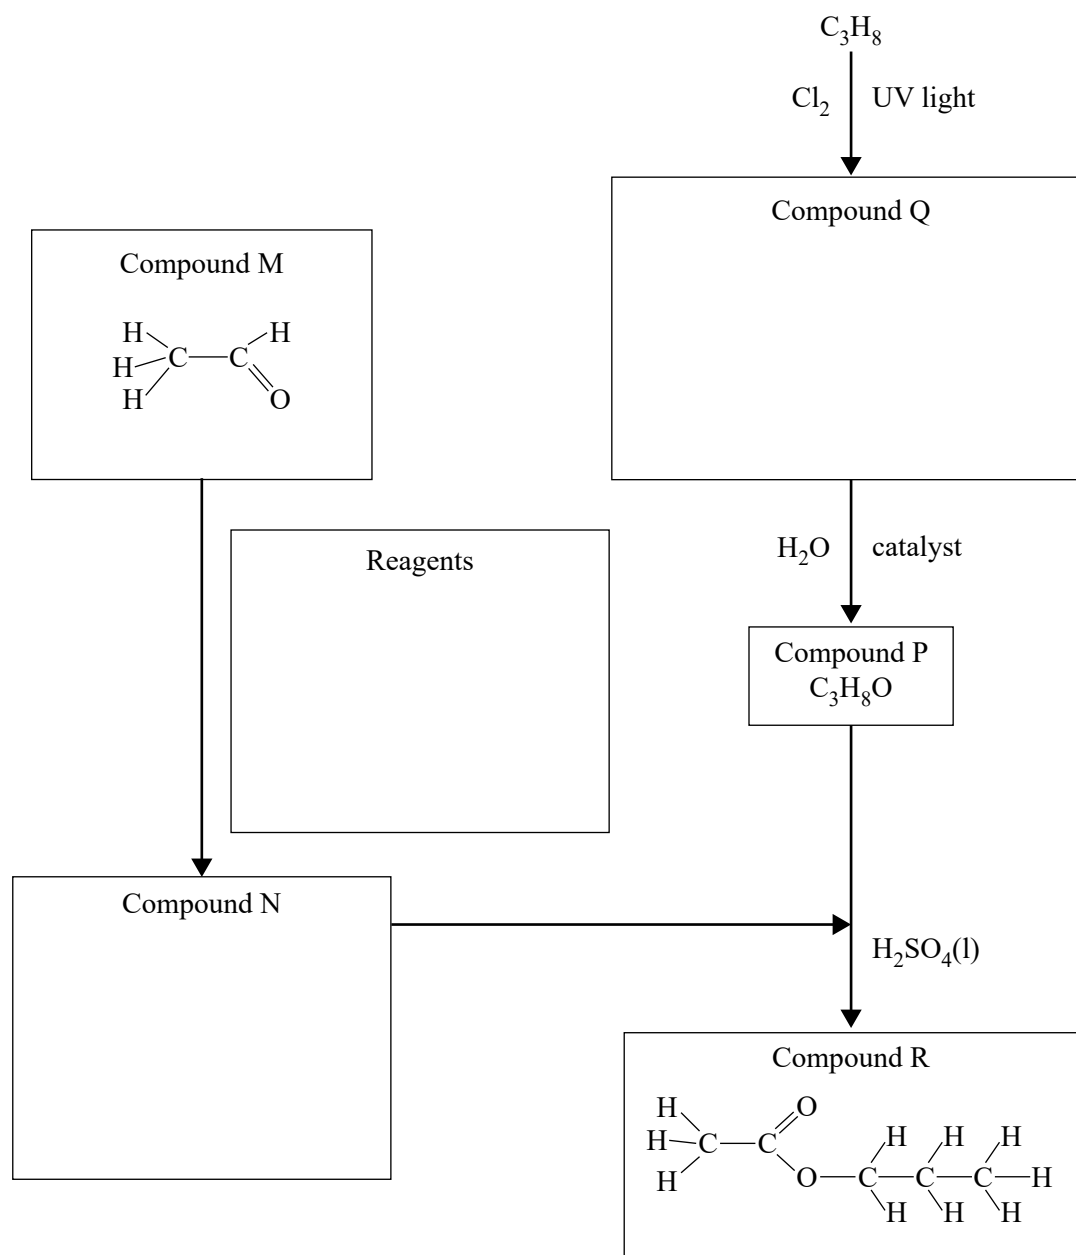 C₃H₈
Cl₂ UV light
Compound Q
Compound M
H H
H C C
H O
H₂O catalyst
Reagents
Compound P
C₃H₈O
Compound N
H₂SO₄(l)
Compound R
H O
H C C H H H
H O C C C H
H H H